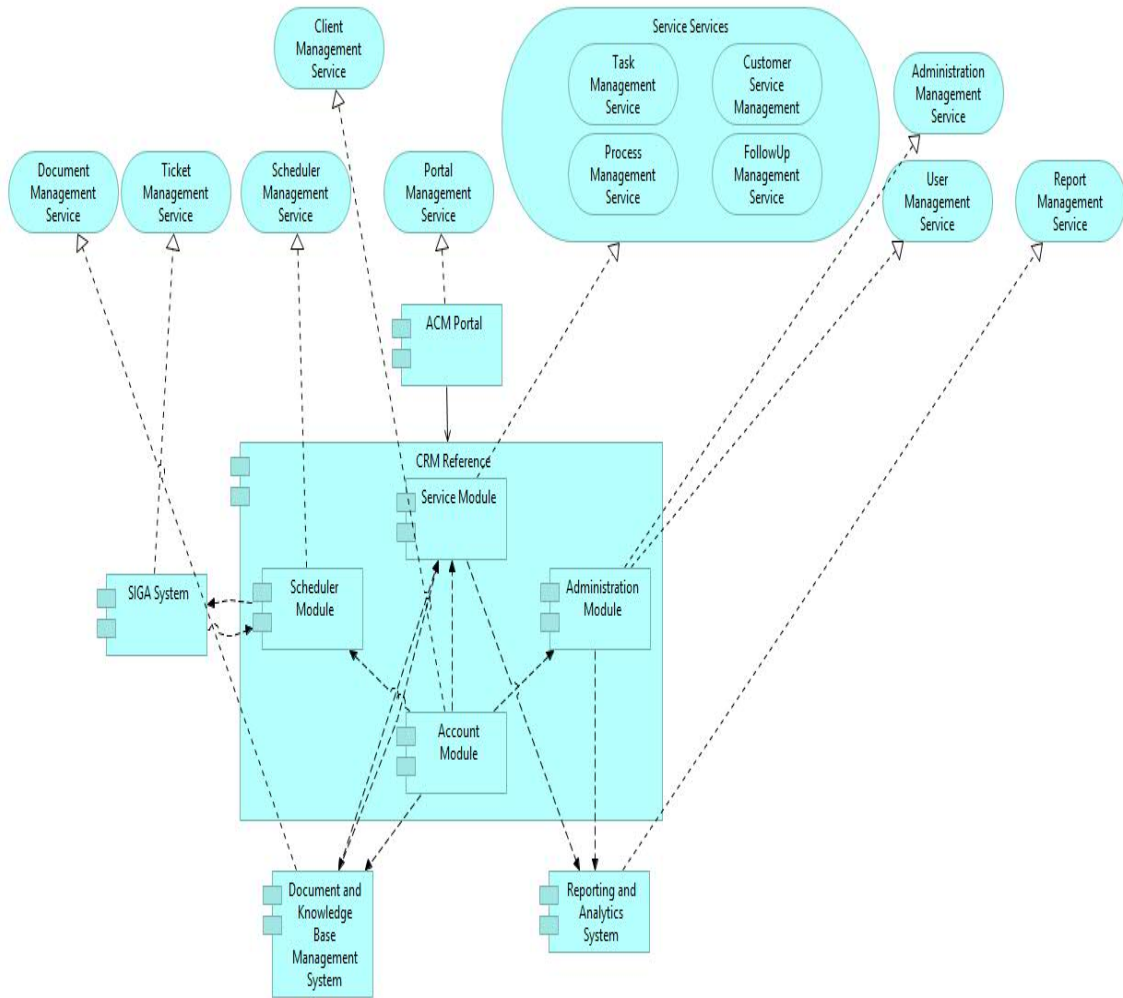 Client
Management
Service
Service Services
Task
Management
Service
Customer
Service
Management
Process
Management
Service
FollowUp
Management
Service
Administration
Management
Service
Document
Management
Service
Ticket
Management
Service
Scheduler
Management
Service
Portal
Management
Service
User
Management
Service
Report
Management
Service
ACM Portal
CRM Reference
Service Module
SIGA System
Scheduler
Module
Administration
Module
Account
Module
Document and
Knowledge
Base
Management
System
Reporting and
Analytics
System